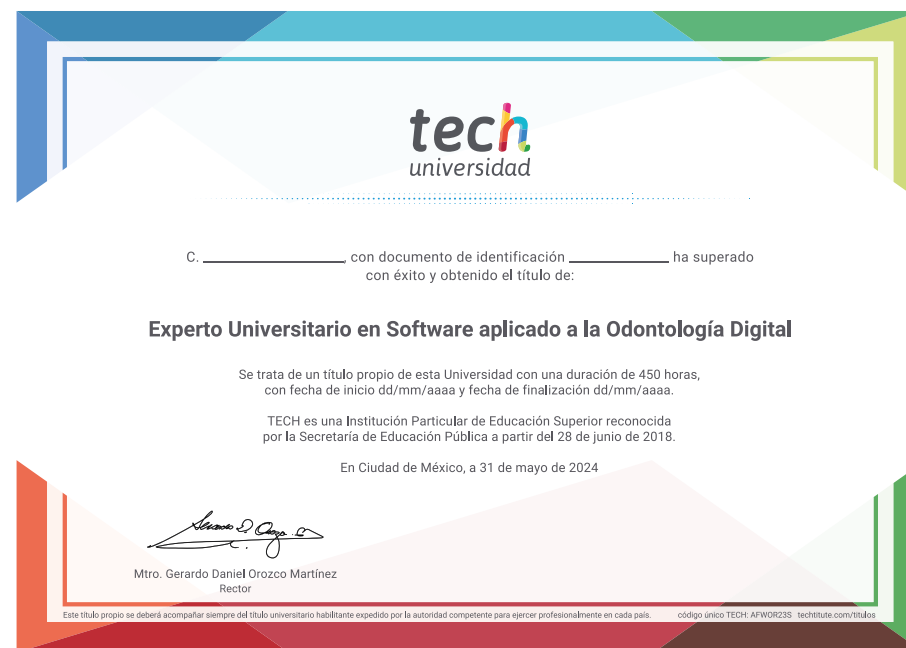 tech
universidad
C. ____________, con documento de identificación ____________ ha superado
con éxito y obtenido el título de:
Experto Universitario en Software aplicado a la Odontología Digital
Se trata de un título propio de esta Universidad con una duración de 450 horas,
con fecha de inicio dd/mm/aaaa y fecha de finalización dd/mm/aaaa.
TECH es una Institución Particular de Educación Superior reconocida
por la Secretaría de Educación Pública a partir del 28 de junio de 2018.
En Ciudad de México, a 31 de mayo de 2024
Mtro. Gerardo Daniel Orozco Martínez
Rector
Este título propio se deberá acompañar siempre del título universitario habilitante expedido por la autoridad competente para ejercer profesionalmente en cada país. código único TECH: AFWOR23S techtitute.com/títulos